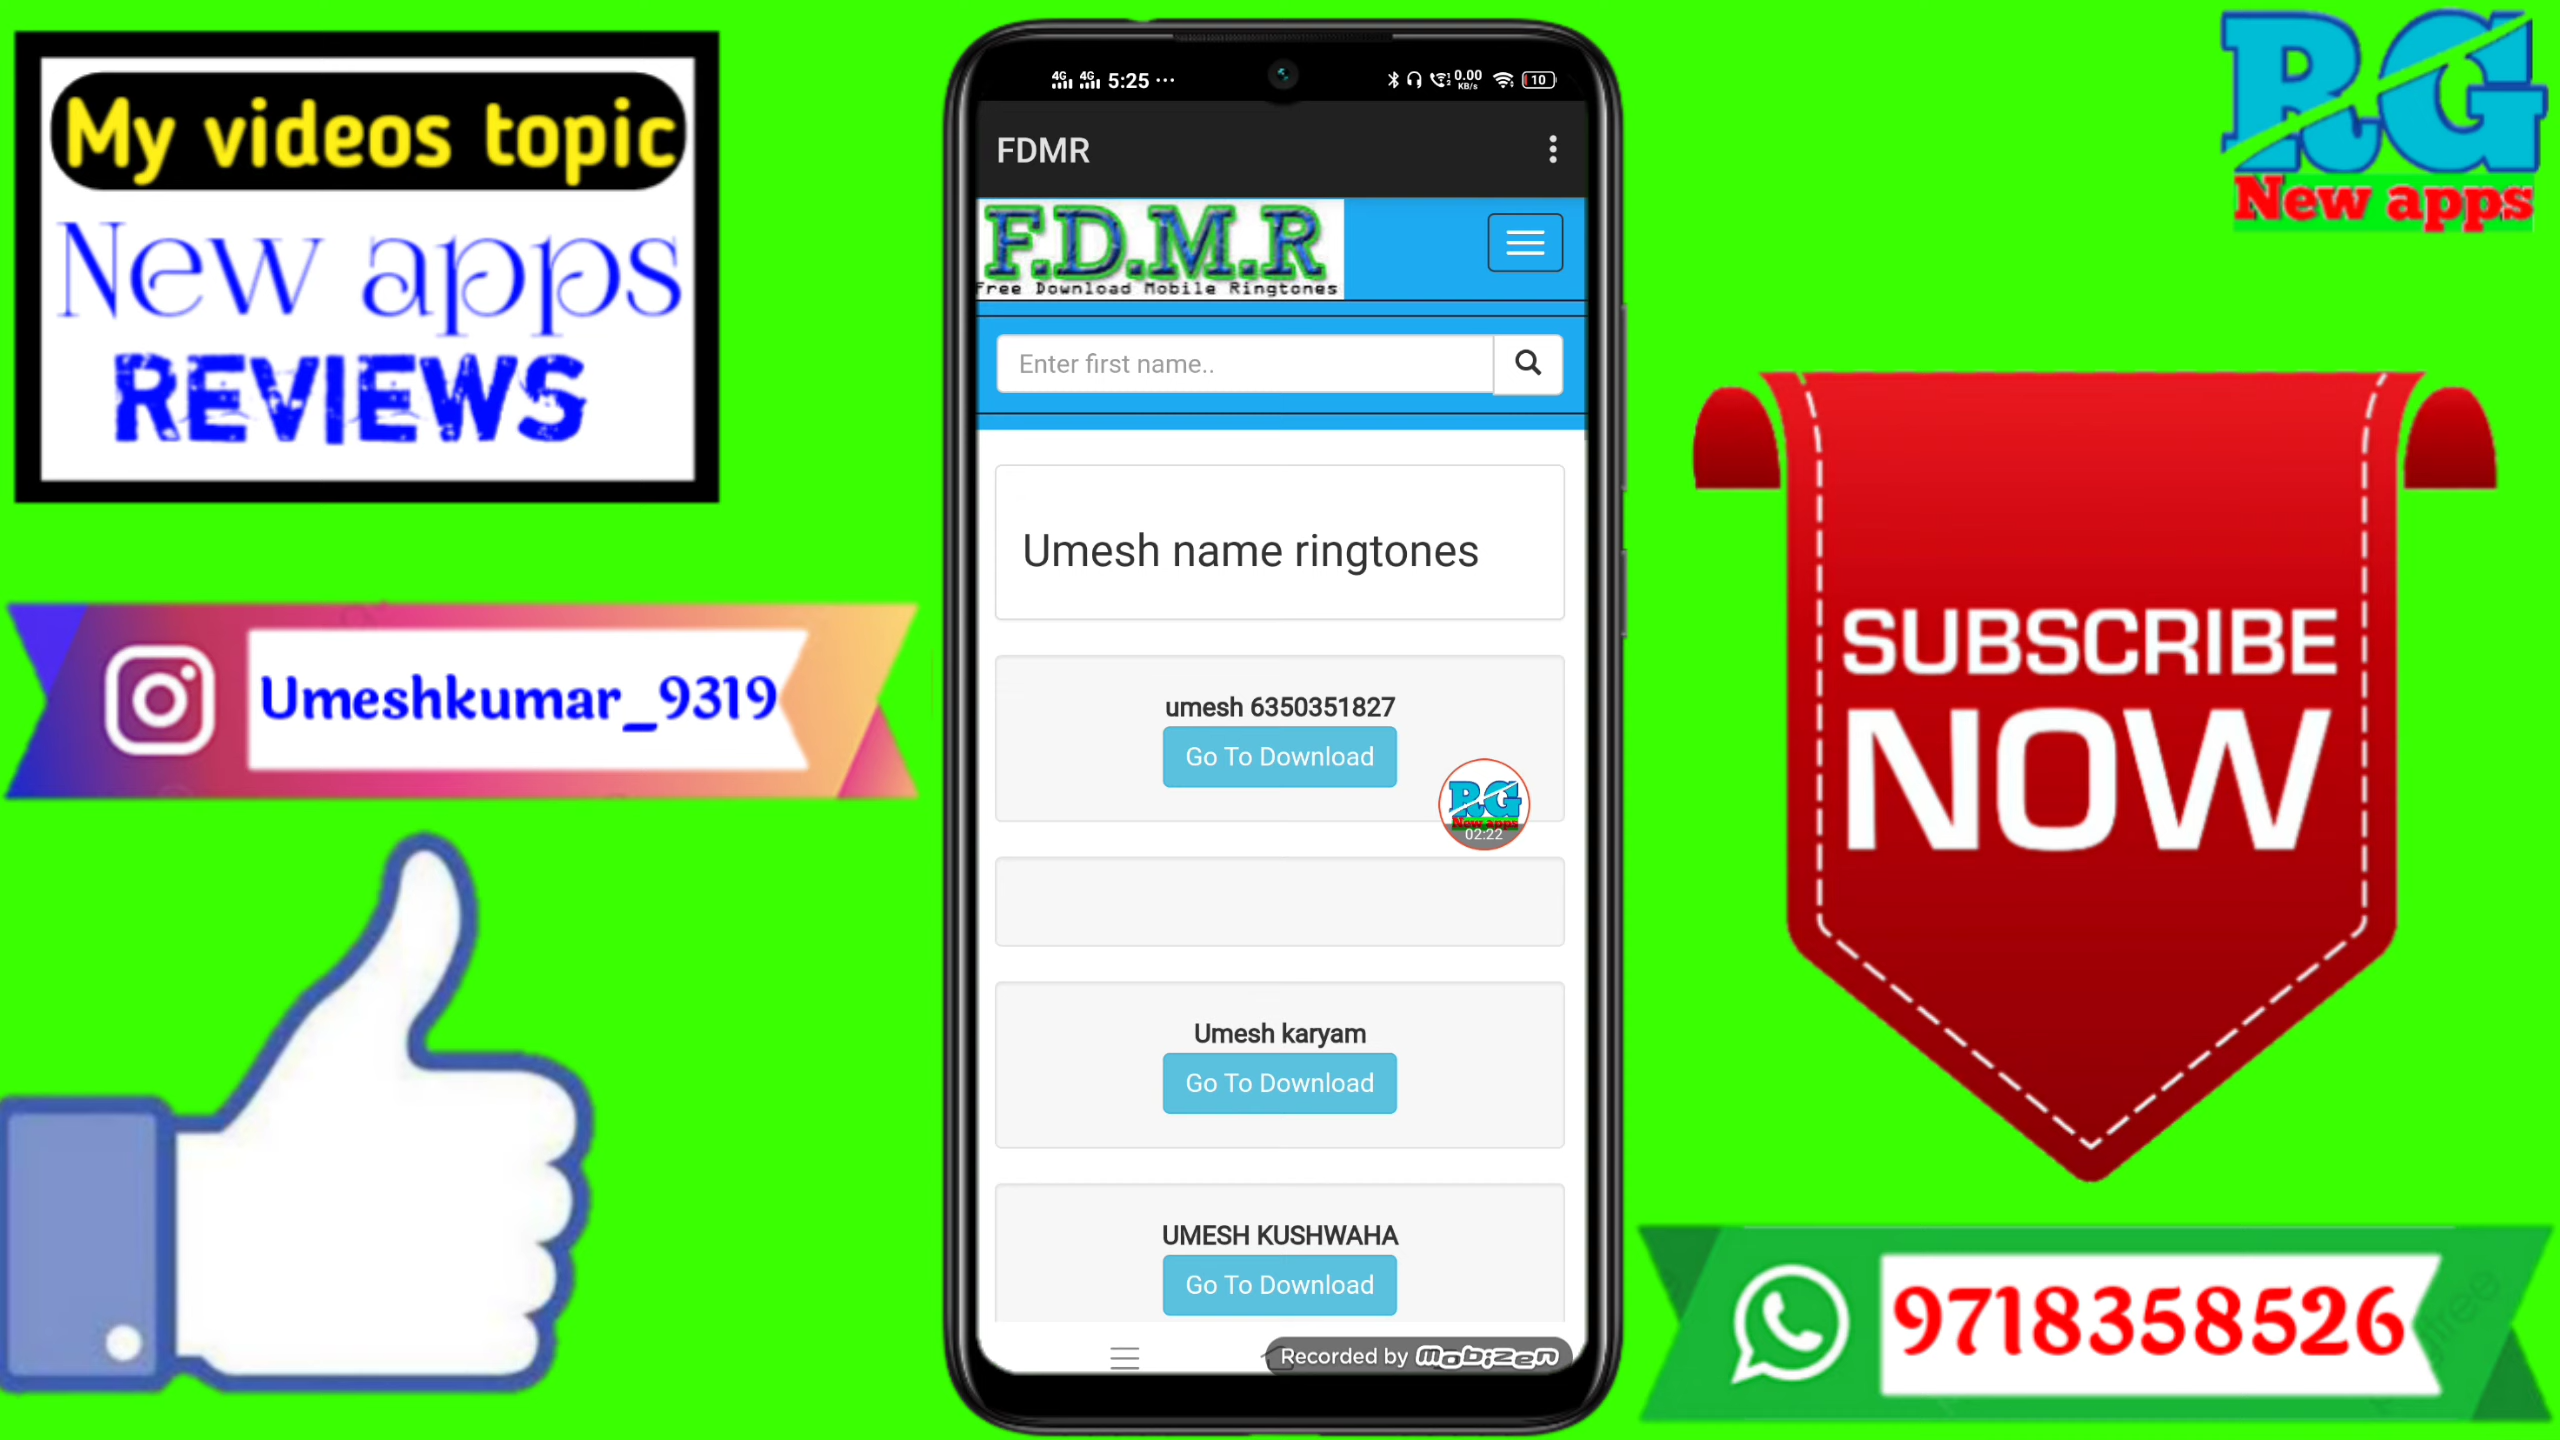 My videos topic
New apps
REVIEWS
Umeshkumar_9319
4G 4G 5:25 ...
0.00 KB/s 10
FDMR
F.D.M.R
Free Download Mobile Ringtones
Enter first name..
Umesh name ringtones
umesh 6350351827
Go To Download
RG
New apps
02:22
Umesh karyam
Go To Download
UMESH KUSHWAHA
Go To Download
Recorded by mobizen
RG
New apps
SUBSCRIBE
NOW
9718358526